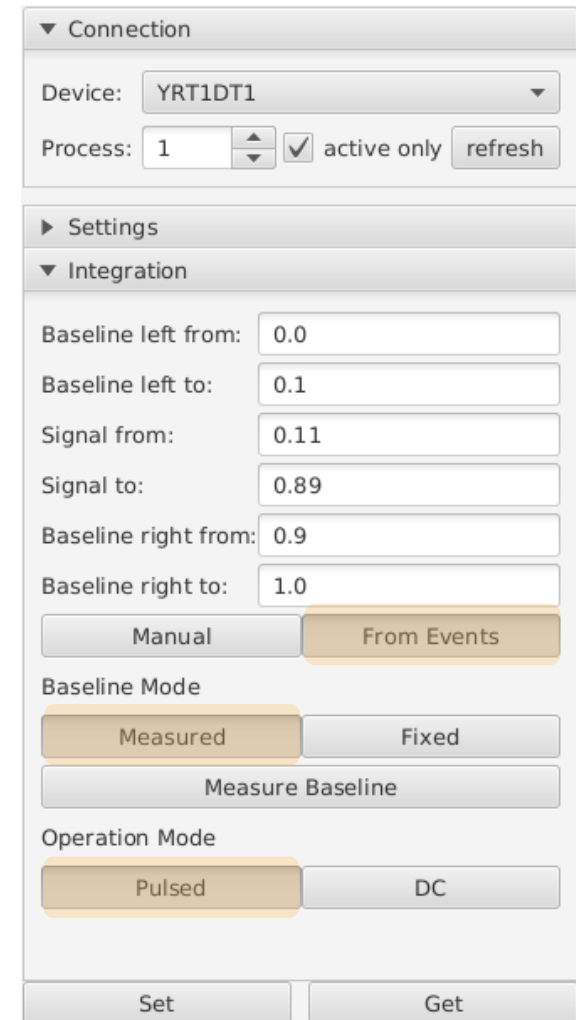 Connection
Device: YRT1DT1
Process: 1 active only refresh
Settings
Integration
Baseline left from: 0.0
Baseline left to: 0.1
Signal from: 0.11
Signal to: 0.89
Baseline right from: 0.9
Baseline right to: 1.0
Manual From Events
Baseline Mode
Measured Fixed
Measure Baseline
Operation Mode
Pulsed DC
Set Get